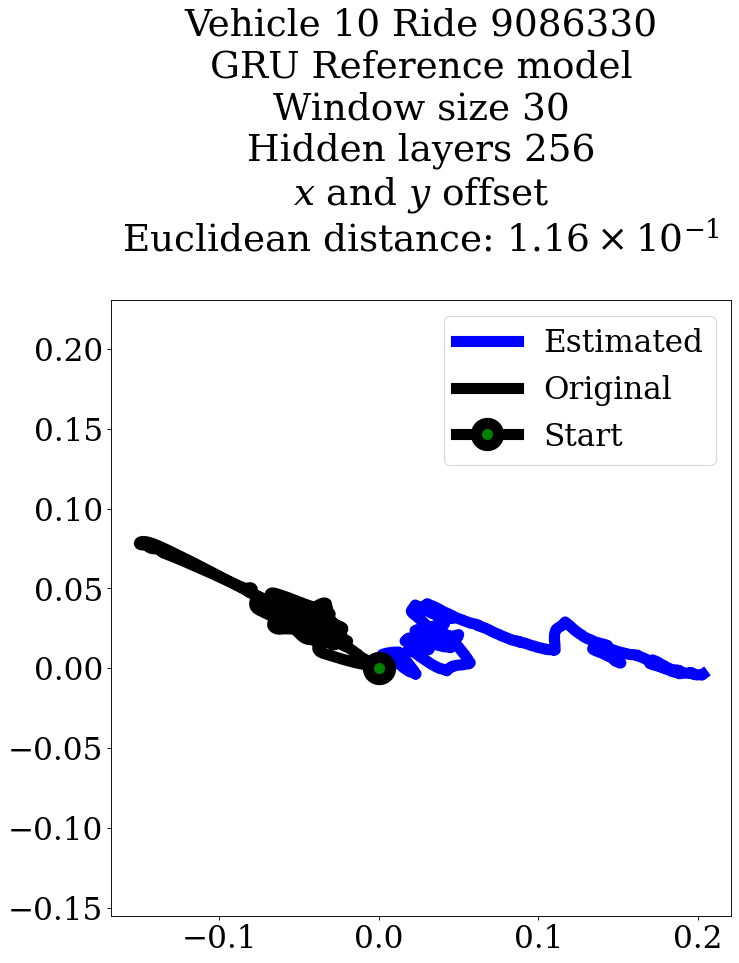 Vehicle 10 Ride 9086330
GRU Reference model
Window size 30
Hidden layers 256
x and y offset
Euclidean distance: 1.16 × 10⁻¹
Estimated
Original
Start
0.20
0.15
0.10
0.05
0.00
−0.05
−0.10
−0.15
−0.1 0.0 0.1 0.2